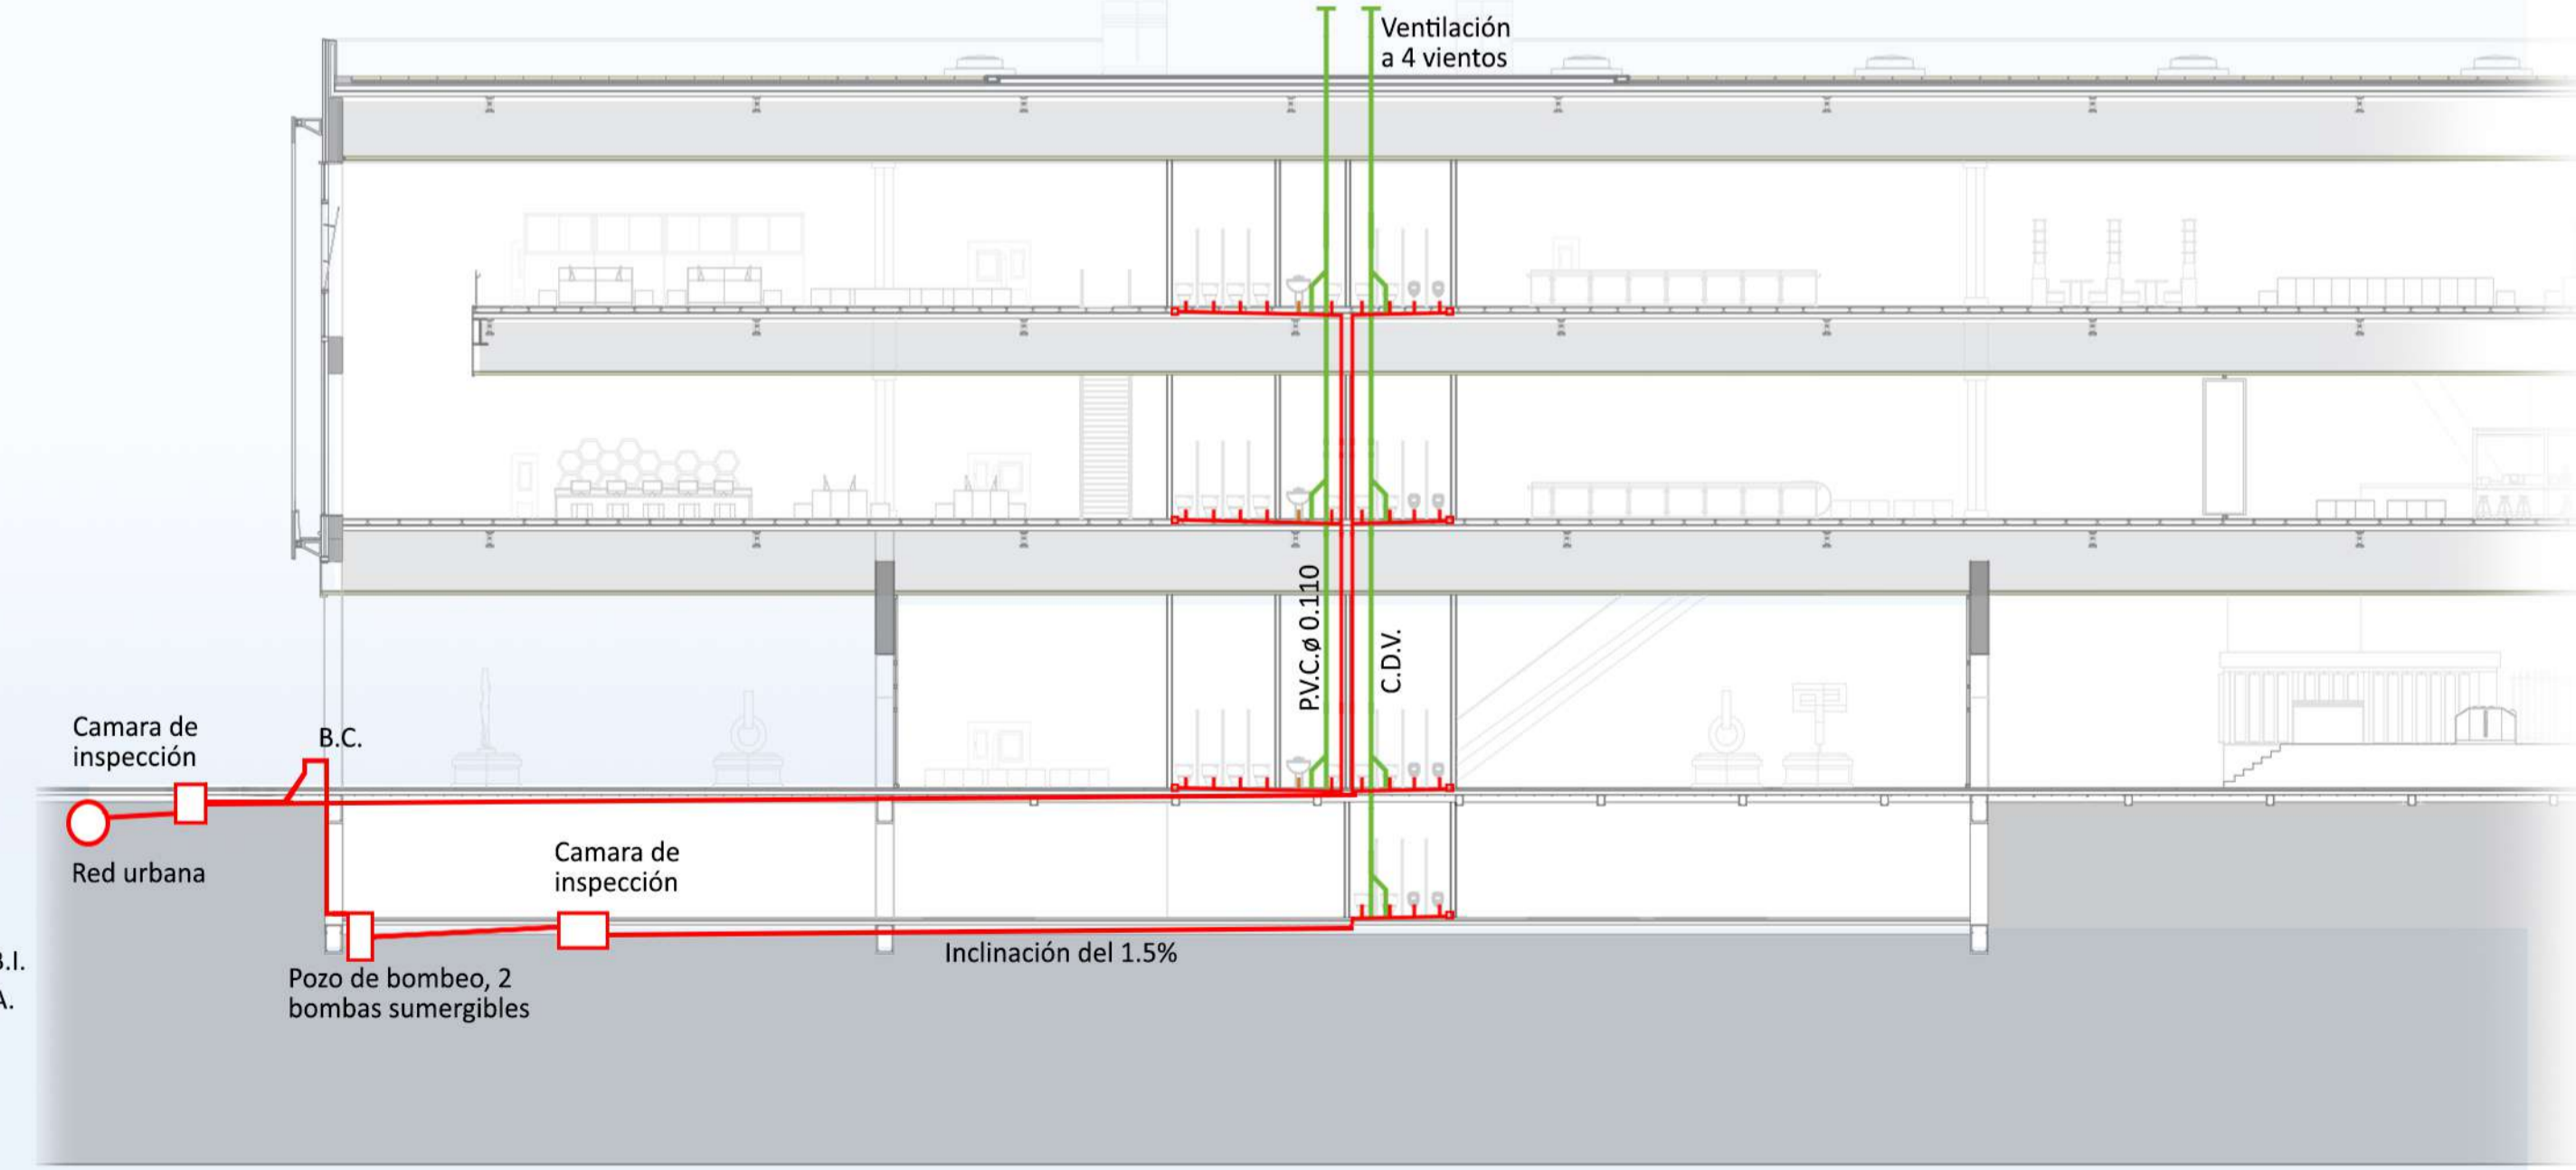 Ventilación
a 4 vientos
P.V.C.ø 0.110
C.D.V.
Camara de
inspección
B.C.
Red urbana
Camara de
inspección
Inclinación del 1.5%
Pozo de bombeo, 2
bombas sumergibles
B.I.
A.